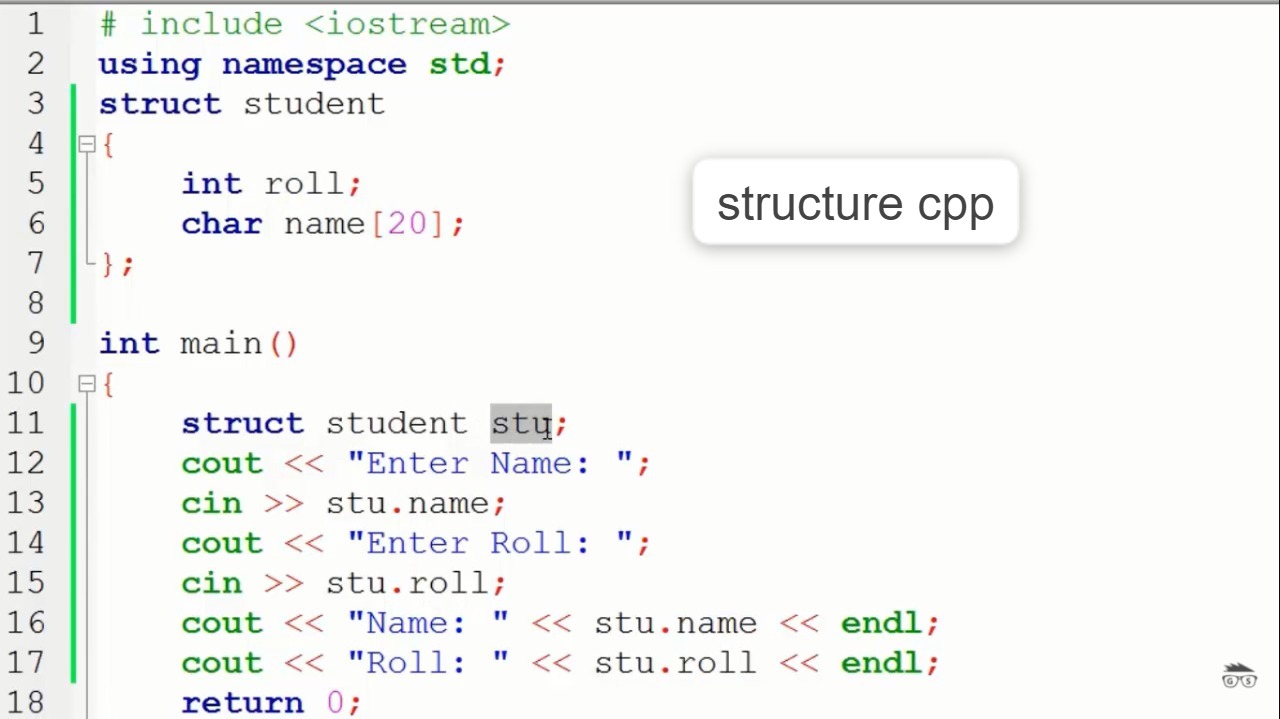 1 # include <iostream>
2 using namespace std;
3 struct student
4 {
5 int roll;
6 char name[20];
7 };
8
9 int main()
10 {
11 struct student stu;
12 cout << "Enter Name: ";
13 cin >> stu.name;
14 cout << "Enter Roll: ";
15 cin >> stu.roll;
16 cout << "Name: " << stu.name << endl;
17 cout << "Roll: " << stu.roll << endl;
18 return 0;
structure cpp
G S